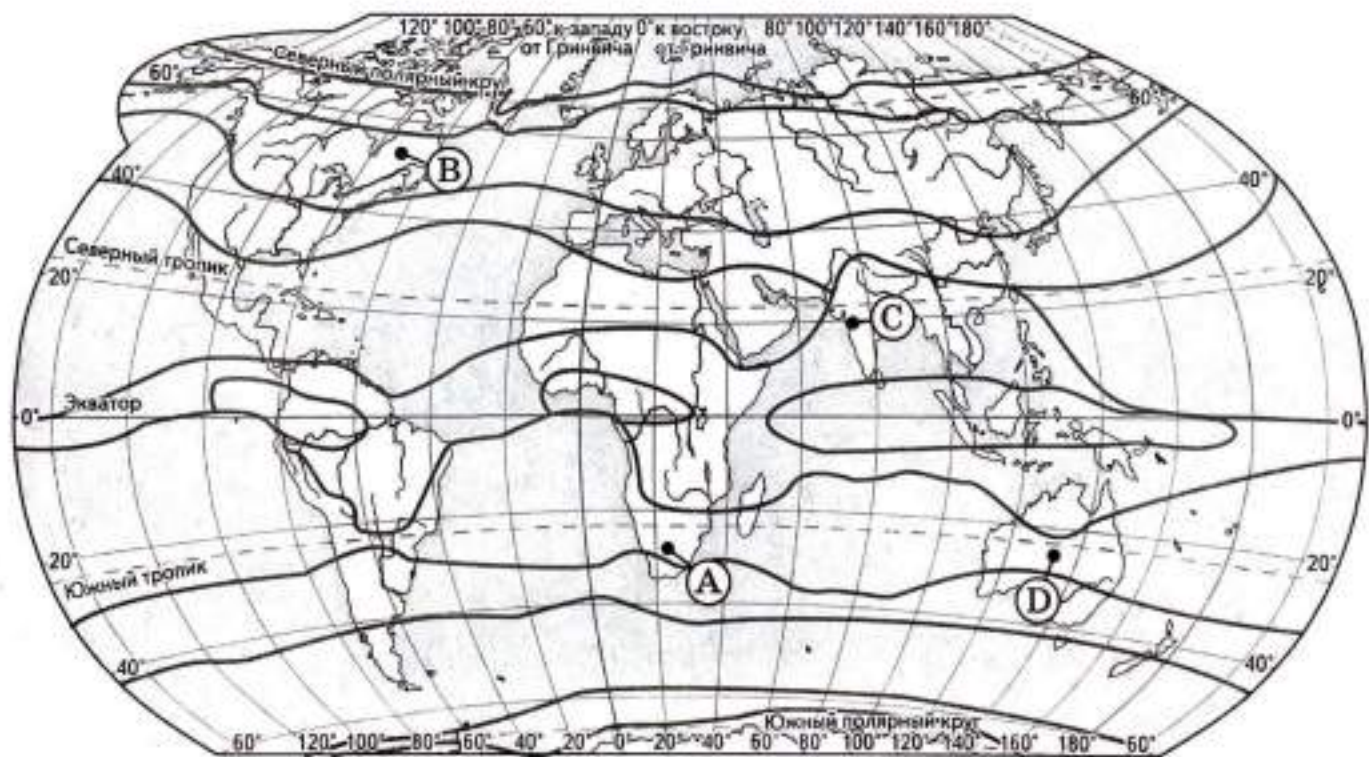 120° 100° 80° 60° к западу 0° к востоку 80° 100° 120° 140° 160° 180°
от Гринвича от Гринвича
Северный полярный круг
60° 60°
B
40° 40°
Северный тропик
20° 20°
C
Экватор
0° 0°
20° 20°
Южный тропик
A
D
40° 40°
Южный полярный круг
60° 120° 100° 80° 60° 40° 20° 0° 20° 40° 60° 80° 100° 120° 140° 160° 180° 60°